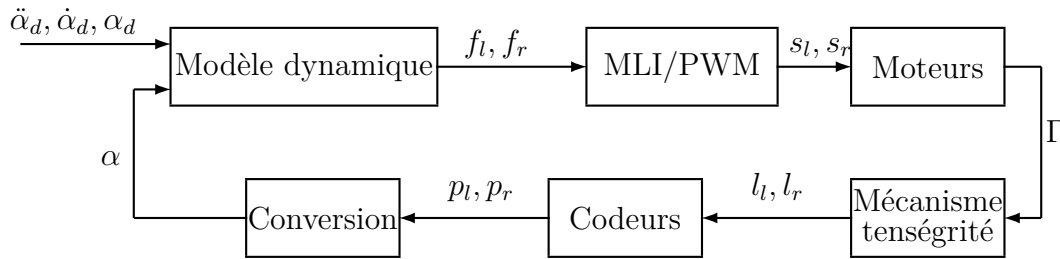 α̈_d, α̇_d, α_d
Modèle dynamique
f_l, f_r
MLI/PWM
s_l, s_r
Moteurs
Γ
α
Conversion
p_l, p_r
Codeurs
l_l, l_r
Mécanisme
tenségrité